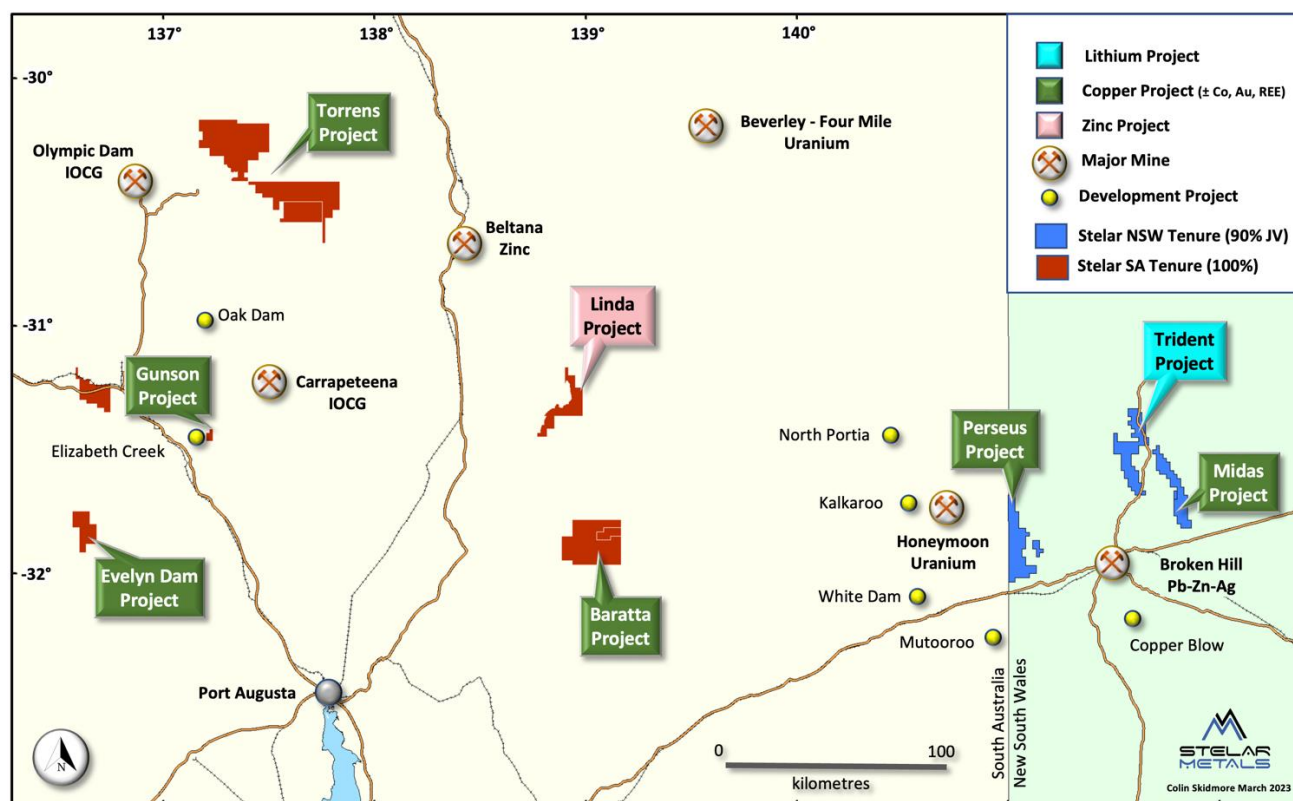 137°
138°
139°
140°
-30°
-31°
-32°
Lithium Project
Copper Project (± Co, Au, REE)
Zinc Project
Major Mine
Development Project
Stelar NSW Tenure (90% JV)
Stelar SA Tenure (100%)
Torrens
Project
Olympic Dam
IOCG
Beverley - Four Mile
Uranium
Beltana
Zinc
Oak Dam
Linda
Project
Gunson
Project
Carrapeteena
IOCG
Trident
Project
Elizabeth Creek
North Portia
Perseus
Project
Midas
Project
Kalkaroo
Honeymoon
Uranium
Evelyn Dam
Project
Baratta
Project
Broken Hill
Pb-Zn-Ag
White Dam
Mutooroo
Copper Blow
Port Augusta
South Australia
New South Wales
0
100
kilometres
N
STELAR
METALS
Colin Skidmore March 2023